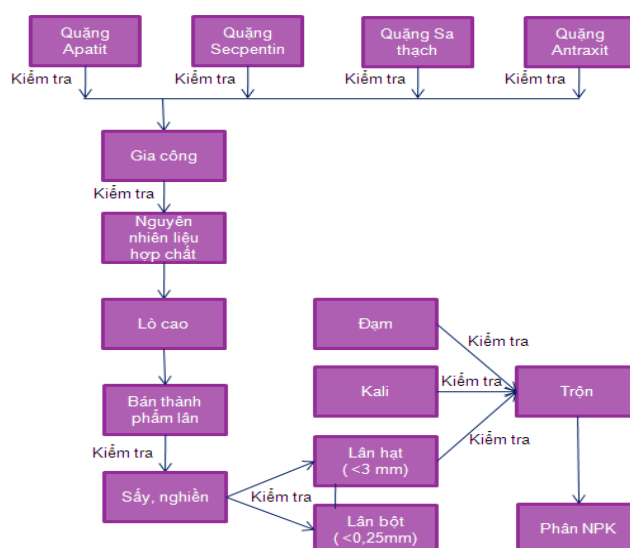 Quặng
Apatit
Quặng
Secpentin
Quặng Sa
thạch
Quặng
Antraxit
Kiểm tra
Kiểm tra
Kiểm tra
Kiểm tra
Gia công
Kiểm tra
Nguyên
nhiên liệu
hợp chất
Lò cao
Đạm
Kiểm tra
Bán thành
phẩm lân
Kali
Kiểm tra
Trộn
Kiểm tra
Kiểm tra
Sấy, nghiền
Kiểm tra
Lân hạt
( <3 mm)
Lân bột
(<0,25mm)
Phân NPK